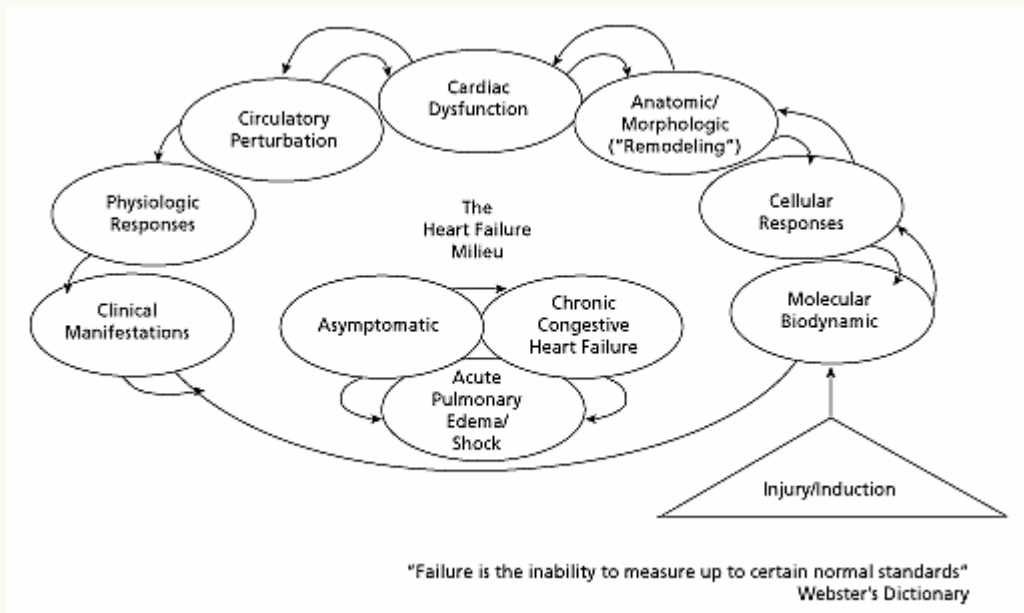 Cardiac
Dysfunction
Circulatory
Perturbation
Anatomic/
Morphologic
("Remodeling")
Physiologic
Responses
Cellular
Responses
The
Heart Failure
Milieu
Clinical
Manifestations
Asymptomatic
Chronic
Congestive
Heart Failure
Molecular
Biodynamic
Acute
Pulmonary
Edema/
Shock
Injury/Induction
"Failure is the inability to measure up to certain normal standards"
Webster's Dictionary